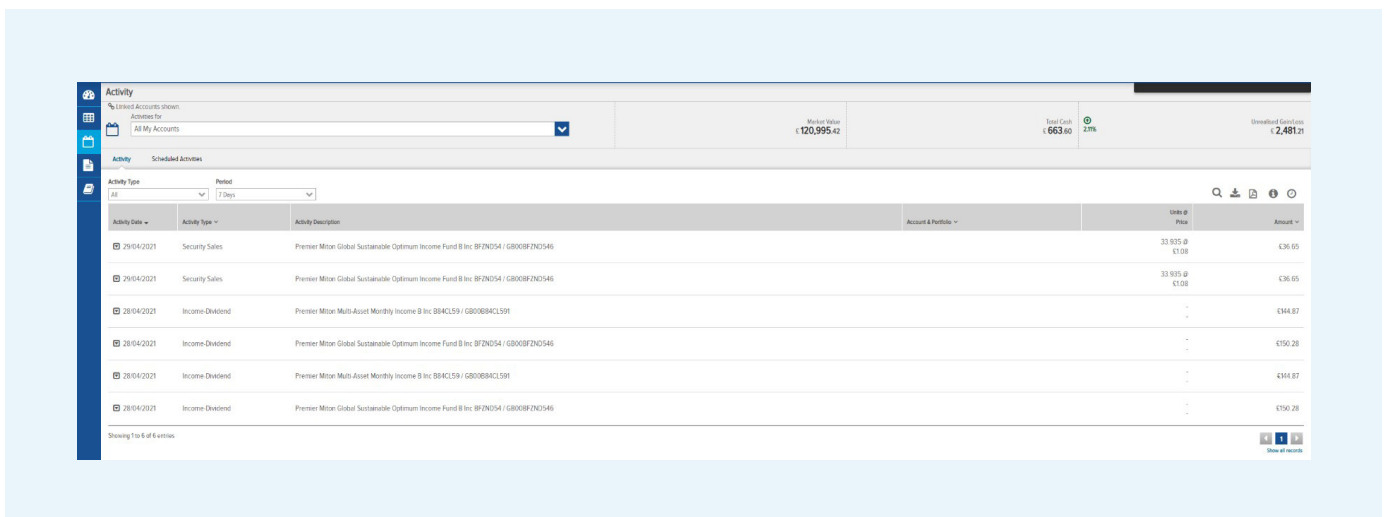 Activity
Linked Accounts shown.
Activities for
All My Accounts
Market Value
£ 120,995.42
Total Cash
£ 663.60
2.11%
Unrealised Gain/Loss
£ 2,481.21
Activity Scheduled Activities
Activity Type Period
All 7 Days
Activity Date Activity Type Activity Description Account & Portfolio Units @ Price Amount
29/04/2021 Security Sales Premier Miton Global Sustainable Optimum Income Fund B Inc BFZND54 / GB00BFZND546 33.935 @ £1.08 £36.65
29/04/2021 Security Sales Premier Miton Global Sustainable Optimum Income Fund B Inc BFZND54 / GB00BFZND546 33.935 @ £1.08 £36.65
28/04/2021 Income-Dividend Premier Miton Multi-Asset Monthly Income B Inc B84CL59 / GB00B84CL591 - - £144.87
28/04/2021 Income-Dividend Premier Miton Global Sustainable Optimum Income Fund B Inc BFZND54 / GB00BFZND546 - - £150.28
28/04/2021 Income-Dividend Premier Miton Multi-Asset Monthly Income B Inc B84CL59 / GB00B84CL591 - - £144.87
28/04/2021 Income-Dividend Premier Miton Global Sustainable Optimum Income Fund B Inc BFZND54 / GB00BFZND546 - - £150.28
Showing 1 to 6 of 6 entries
1
Show all records